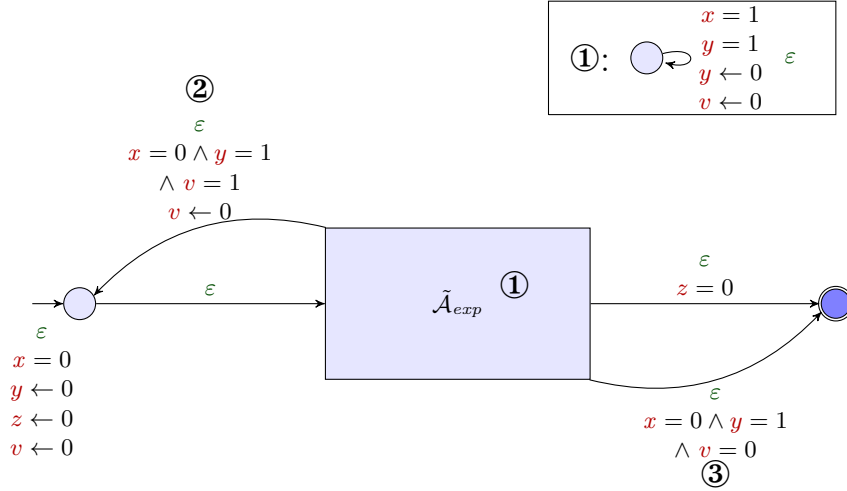 x = 1
y = 1
①: y ← 0 ε
v ← 0
②
ε
x = 0 ∧ y = 1
∧ v = 1
v ← 0
ε
Ã_exp ①
ε
z = 0
ε
x = 0
y ← 0
z ← 0
v ← 0
ε
x = 0 ∧ y = 1
∧ v = 0
③